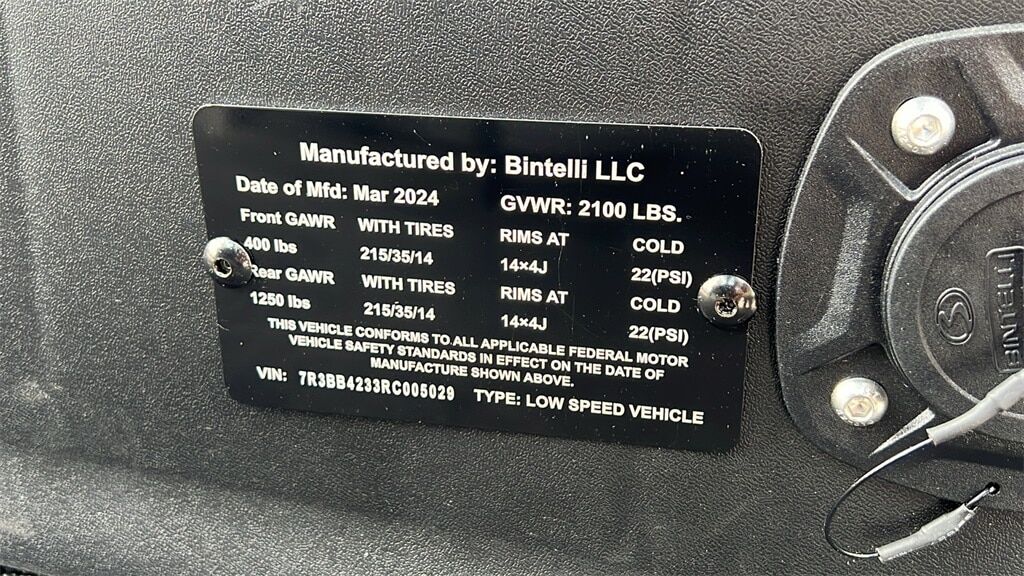 Manufactured by: Bintelli LLC
Date of Mfd: Mar 2024 GVWR: 2100 LBS.
Front GAWR WITH TIRES RIMS AT COLD
400 lbs 215/35/14 14×4J 22(PSI)
Rear GAWR WITH TIRES RIMS AT COLD
1250 lbs 215/35/14 14×4J 22(PSI)
THIS VEHICLE CONFORMS TO ALL APPLICABLE FEDERAL MOTOR
VEHICLE SAFETY STANDARDS IN EFFECT ON THE DATE OF
MANUFACTURE SHOWN ABOVE.
VIN: 7R3BB4233RC005029 TYPE: LOW SPEED VEHICLE